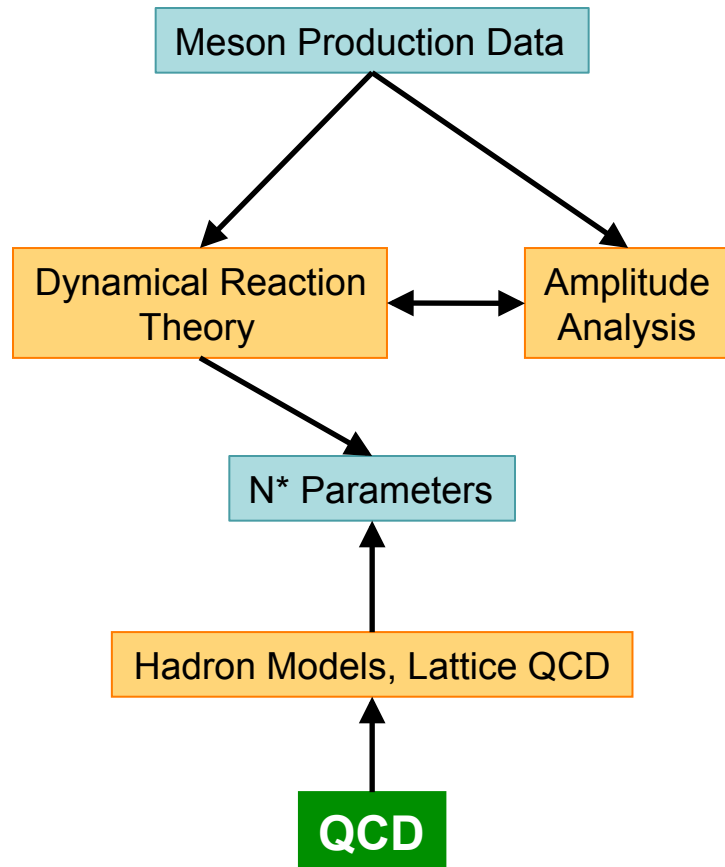 Meson Production Data
Dynamical Reaction
Theory
Amplitude
Analysis
N* Parameters
Hadron Models, Lattice QCD
QCD